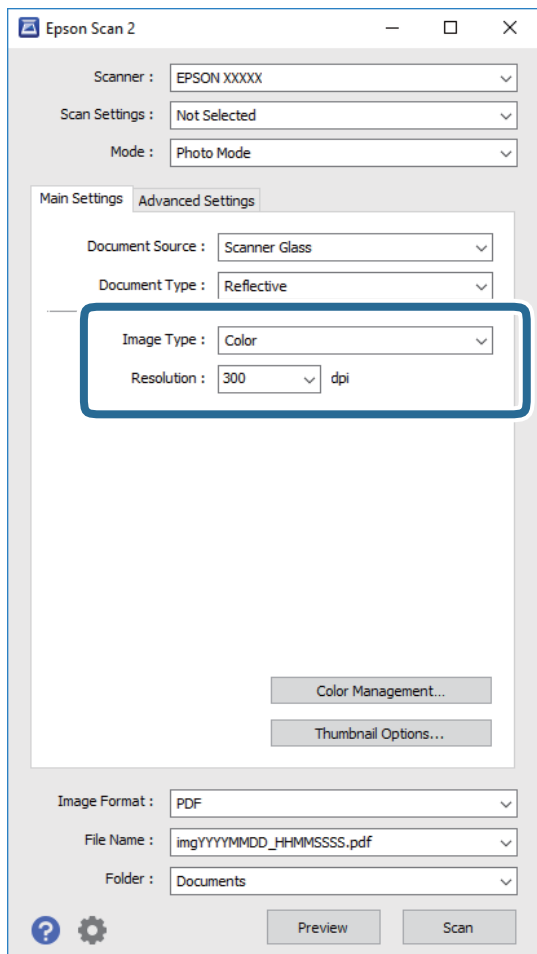 Epson Scan 2
Scanner : EPSON XXXXX
Scan Settings : Not Selected
Mode : Photo Mode
Main Settings Advanced Settings
Document Source : Scanner Glass
Document Type : Reflective
Image Type : Color
Resolution : 300 dpi
Color Management...
Thumbnail Options...
Image Format : PDF
File Name : imgYYYYMMDD_HHMMSSSS.pdf
Folder : Documents
? Preview Scan